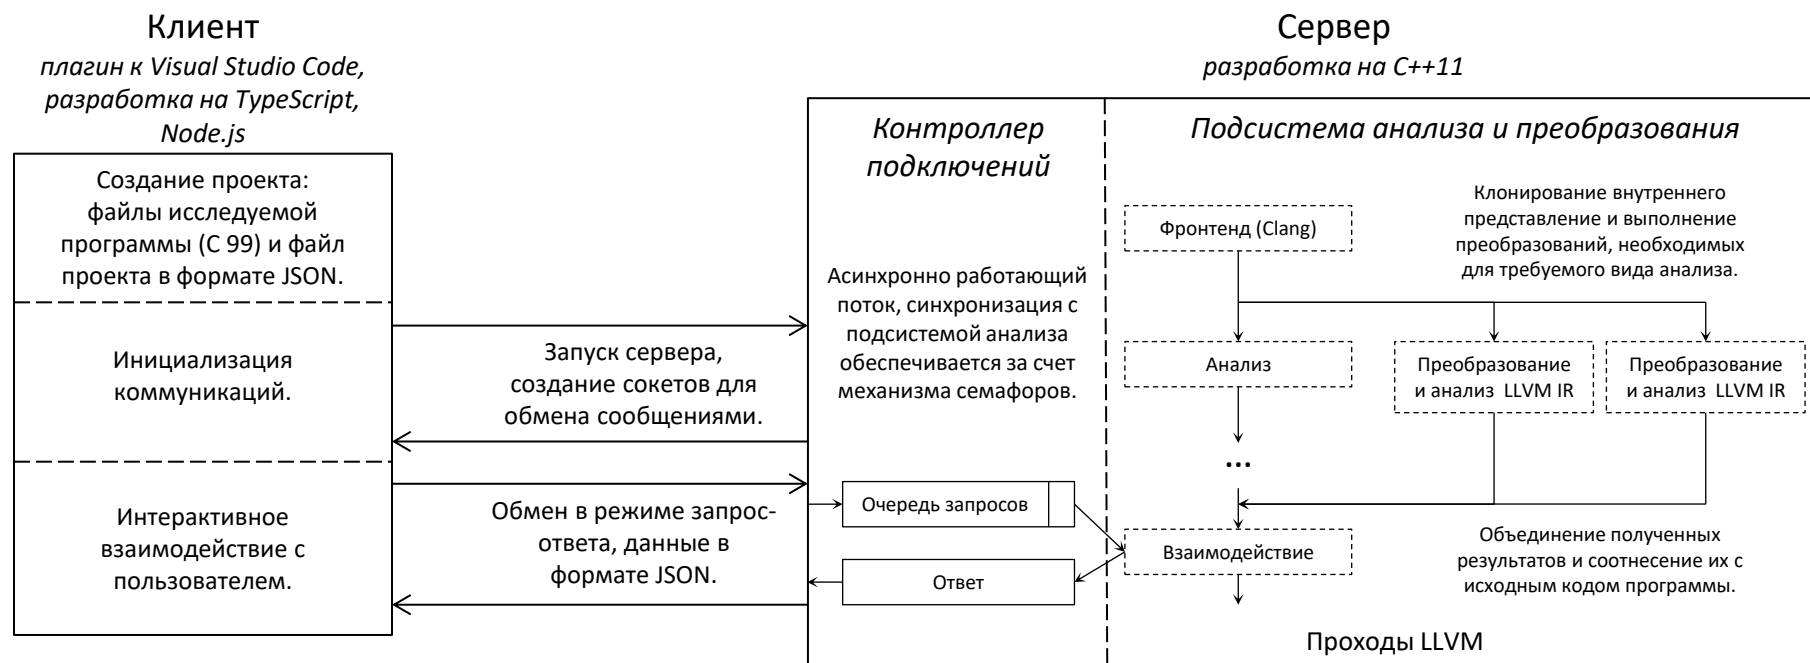 Клиент
плагин к Visual Studio Code,
разработка на TypeScript,
Node.js
Создание проекта:
файлы исследуемой
программы (C 99) и файл
проекта в формате JSON.
Инициализация
коммуникаций.
Интерактивное
взаимодействие с
пользователем.
Запуск сервера,
создание сокетов для
обмена сообщениями.
Обмен в режиме запрос-
ответа, данные в
формате JSON.
Сервер
разработка на C++11
Контроллер
подключений
Асинхронно работающий
поток, синхронизация с
подсистемой анализа
обеспечивается за счет
механизма семафоров.
Очередь запросов
Ответ
Подсистема анализа и преобразования
Фронтенд (Clang)
Клонирование внутреннего
представление и выполнение
преобразований, необходимых
для требуемого вида анализа.
Анализ
Преобразование
и анализ LLVM IR
Преобразование
и анализ LLVM IR
...
Взаимодействие
Объединение полученных
результатов и соотнесение их с
исходным кодом программы.
Проходы LLVM